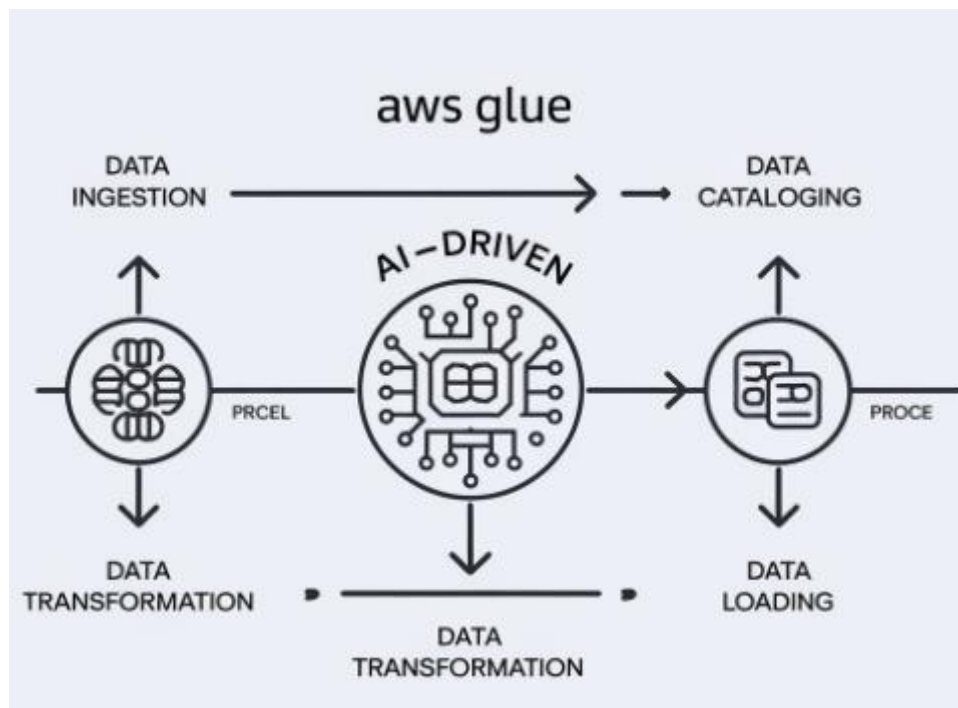 aws glue
DATA
INGESTION
DATA
CATALOGING
AI-DRIVEN
PRCEL
PROCE
DATA
TRANSFORMATION
DATA
LOADING
DATA
TRANSFORMATION